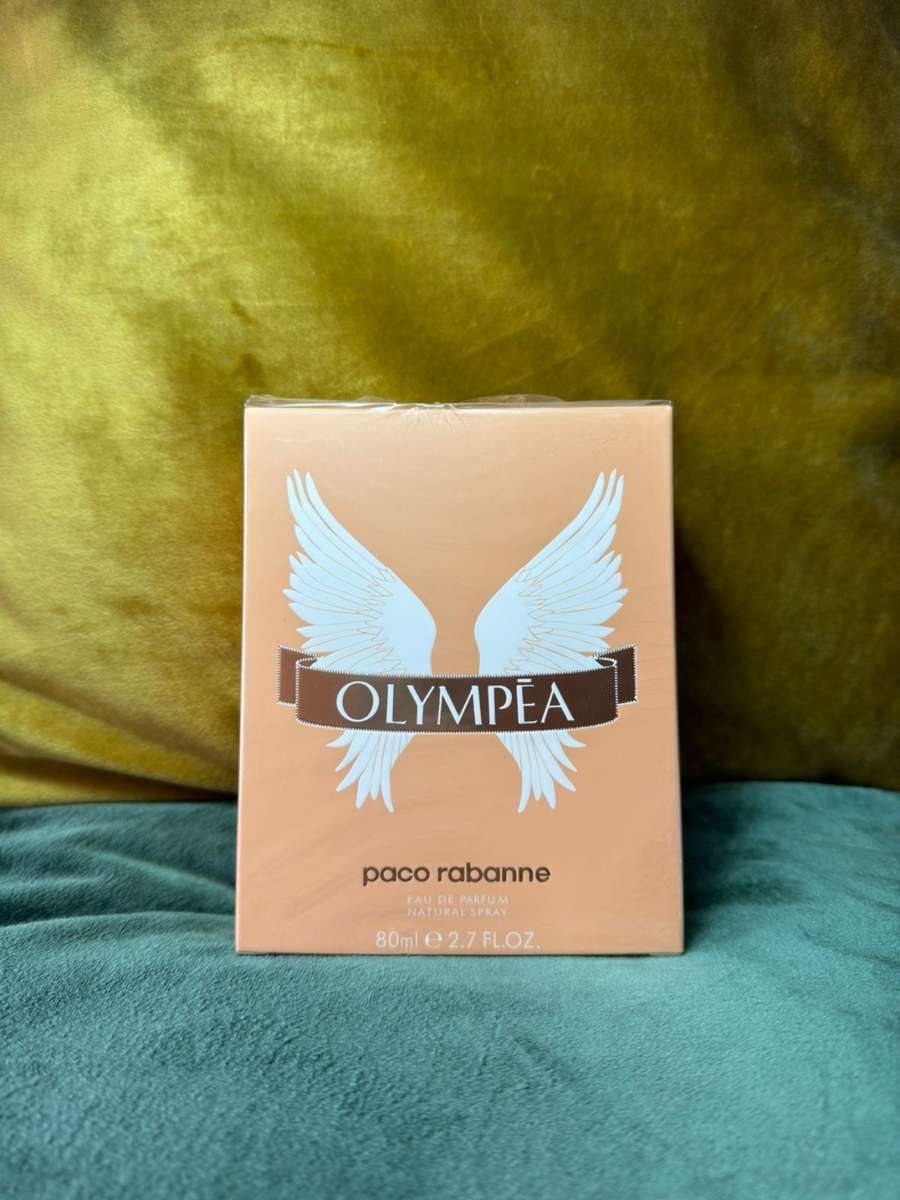 OLYMPĒA
paco rabanne
EAU DE PARFUM
NATURAL SPRAY
80ml ℮ 2.7 FL.OZ.